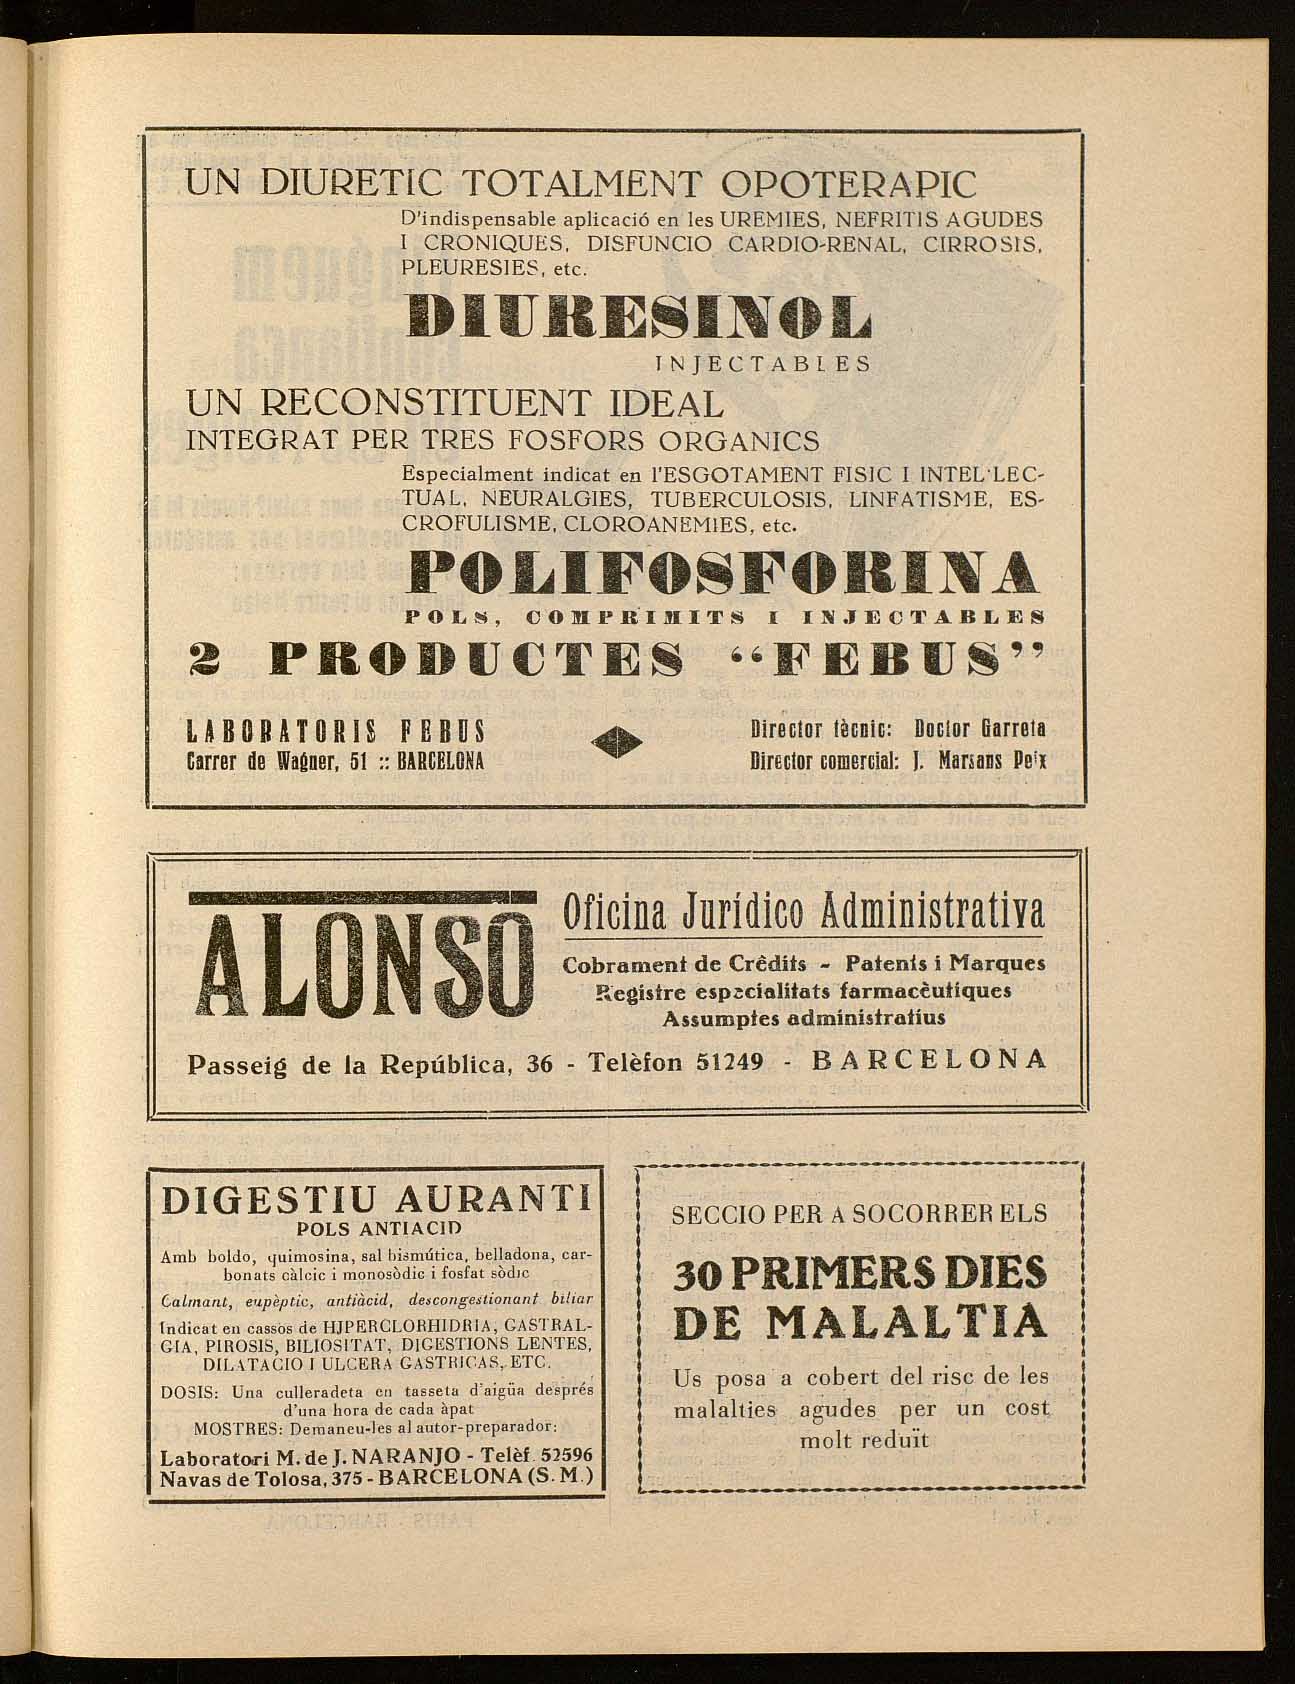 UN DIURETIC TOTALMENT OPOTERAPIC
D'indispensable aplicació en les UREMIES, NEFRITIS AGUDES
I CRONIQUES, DISFUNCIO CARDIO-RENAL, CIRROSIS,
PLEURESIES, etc.
DIURESINOL
INJECTABLES
UN RECONSTITUENT IDEAL
INTEGRAT PER TRES FOSFORS ORGANICS
Especialment indicat en l'ESGOTAMENT FISIC I INTEL·LEC-
TUAL, NEURALGIES, TUBERCULOSIS, LINFATISME, ES-
CROFULISME, CLOROANEMIES, etc.
POLIFOSFORINA
POLS, COMPRIMITS I INJECTABLES
2 PRODUCTES “FEBUS”
LABORATORIS FEBUS
Carrer de Wagner, 51 :: BARCELONA
Director tècnic: Doctor Garreta
Director comercial: J. Marsans Peix
ALONSO
Oficina Jurídico Administrativa
Cobrament de Crèdits - Patents i Marques
Registre especialitats farmacèutiques
Assumptes administratius
Passeig de la República, 36 - Telèfon 51249 - BARCELONA
DIGESTIU AURANTI
POLS ANTIACID
Amb boldo, quimosina, sal bismútica, belladona, car-
bonats càlcic i monosòdic i fosfat sòdic
Calmant, eupèptic, antiàcid, descongestionant biliar
Indicat en cassos de HJPERCLORHIDRIA, GASTRAL-
GIA, PIROSIS, BILIOSITAT, DIGESTIONS LENTES,
DILATACIO I ULCERA GASTRICAS, ETC.
DOSIS: Una culleradeta en tasseta d'aigüa després
d'una hora de cada àpat
MOSTRES: Demaneu-les al autor-preparador:
Laboratori M. de J. NARANJO - Telèf. 52596
Navas de Tolosa, 375 - BARCELONA (S. M.)
SECCIO PER A SOCORRER ELS
30 PRIMERS DIES
DE MALALTIA
Us posa a cobert del risc de les
malalties agudes per un cost
molt reduït